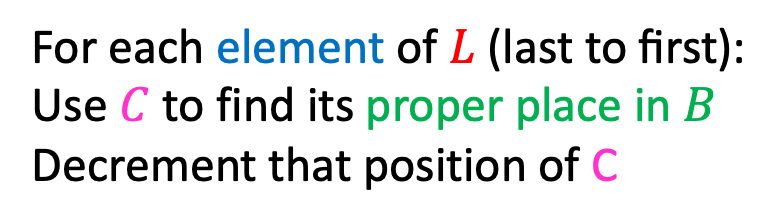 For each element of L (last to first):
Use C to find its proper place in B
Decrement that position of C